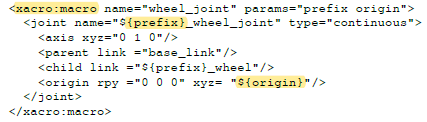 <xacro:macro name="wheel_joint" params="prefix origin">
<joint name="${prefix}_wheel_joint" type="continuous">
<axis xyz="0 1 0"/>
<parent link ="base_link"/>
<child link ="${prefix}_wheel"/>
<origin rpy ="0 0 0" xyz= "${origin}"/>
</joint>
</xacro:macro>